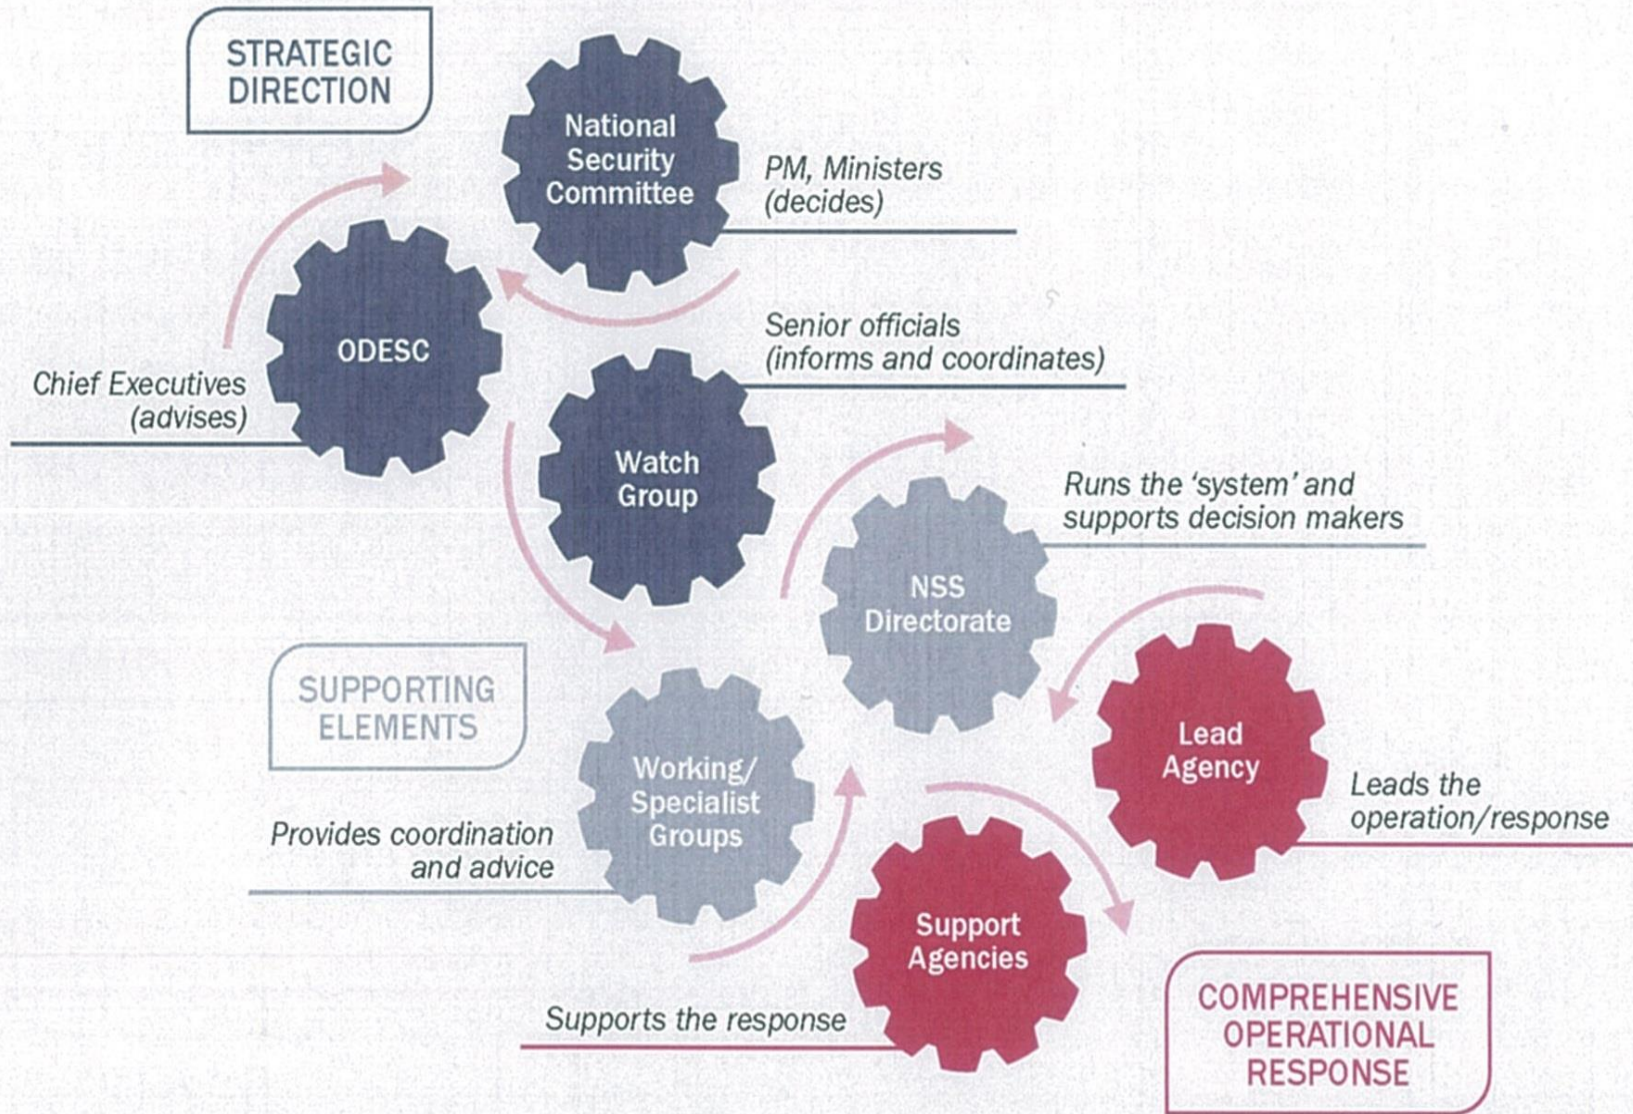 STRATEGIC
DIRECTION
National
Security
Committee
PM, Ministers
(decides)
ODESC
Chief Executives
(advises)
Senior officials
(informs and coordinates)
Watch
Group
Runs the ‘system’ and
supports decision makers
NSS
Directorate
SUPPORTING
ELEMENTS
Working/
Specialist
Groups
Provides coordination
and advice
Lead
Agency
Leads the
operation/response
Support
Agencies
Supports the response
COMPREHENSIVE
OPERATIONAL
RESPONSE